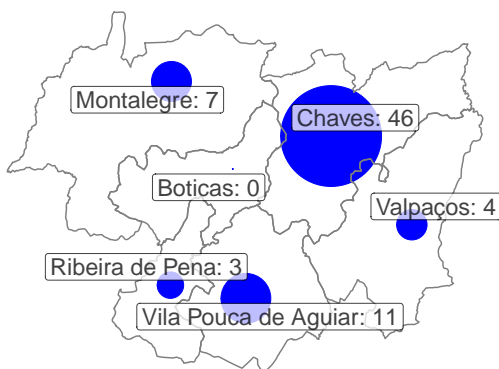 Montalegre: 7
Chaves: 46
Boticas: 0
Valpaços: 4
Ribeira de Pena: 3
Vila Pouca de Aguiar: 11